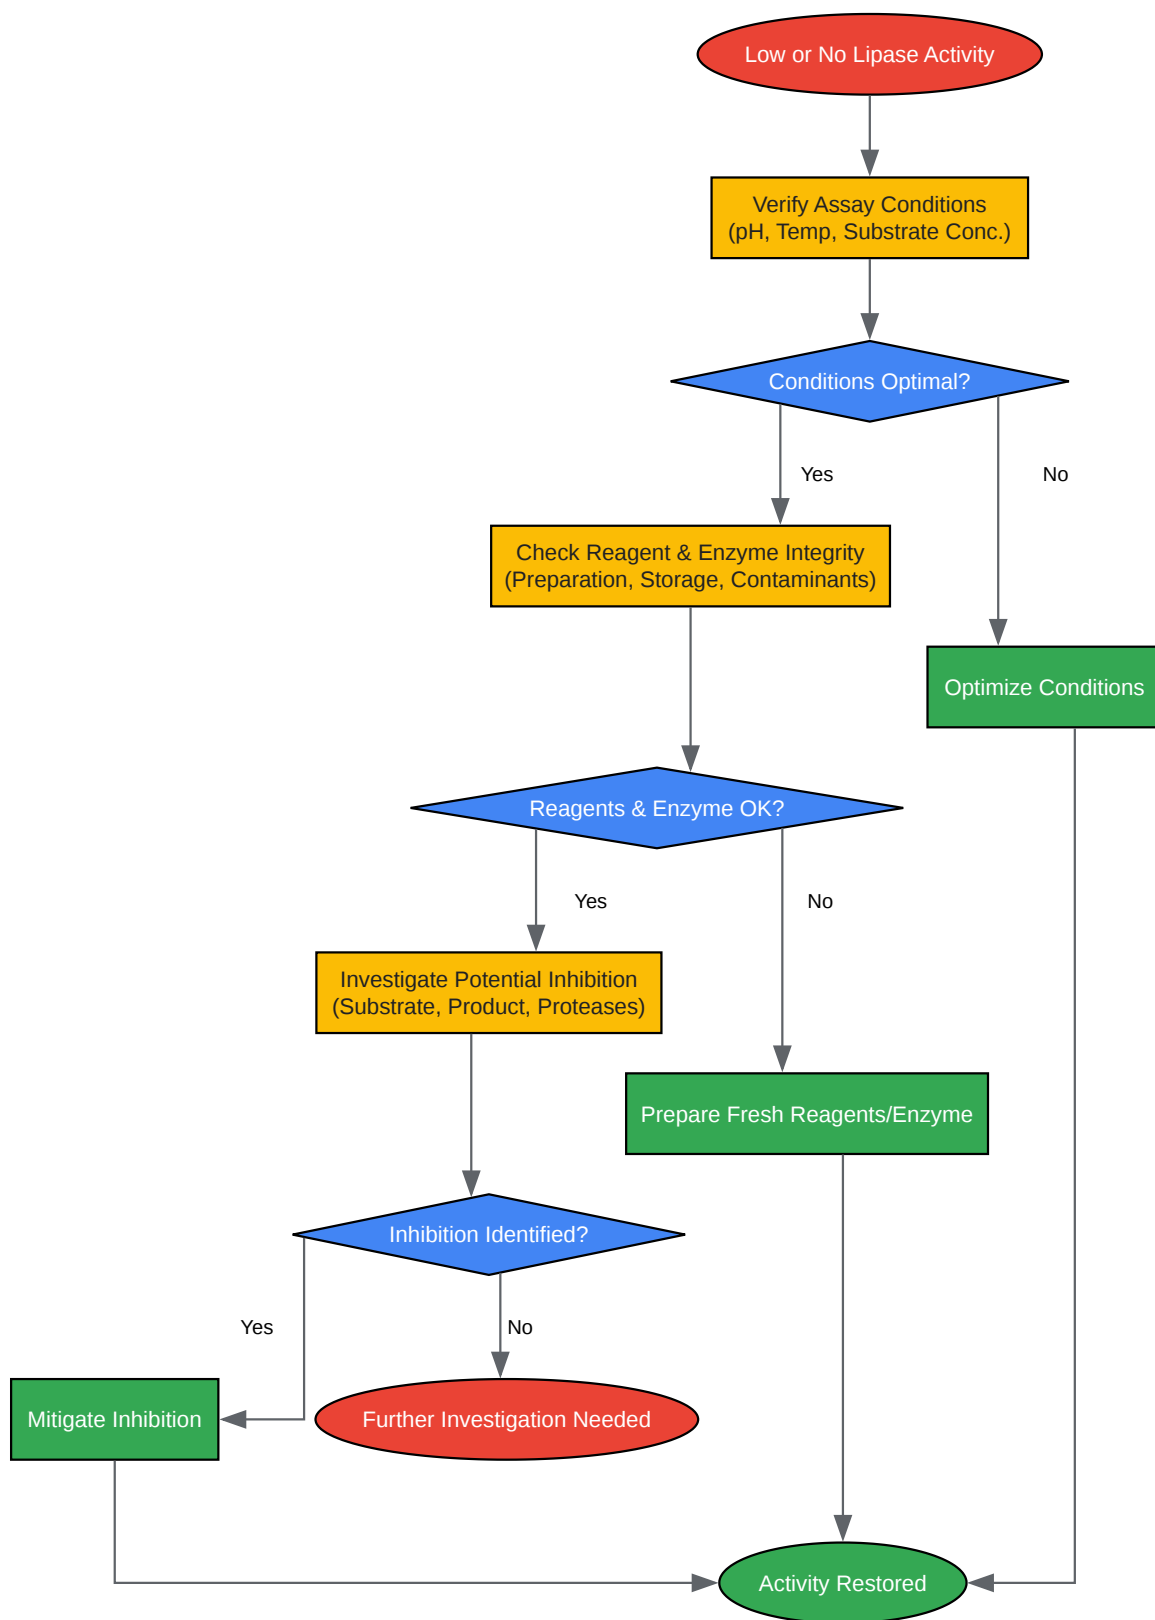 Low or No Lipase Activity
Verify Assay Conditions
(pH, Temp, Substrate Conc.)
Conditions Optimal?
Yes
No
Check Reagent & Enzyme Integrity
(Preparation, Storage, Contaminants)
Optimize Conditions
Reagents & Enzyme OK?
Yes
No
Investigate Potential Inhibition
(Substrate, Product, Proteases)
Prepare Fresh Reagents/Enzyme
Inhibition Identified?
Yes
No
Mitigate Inhibition
Further Investigation Needed
Activity Restored